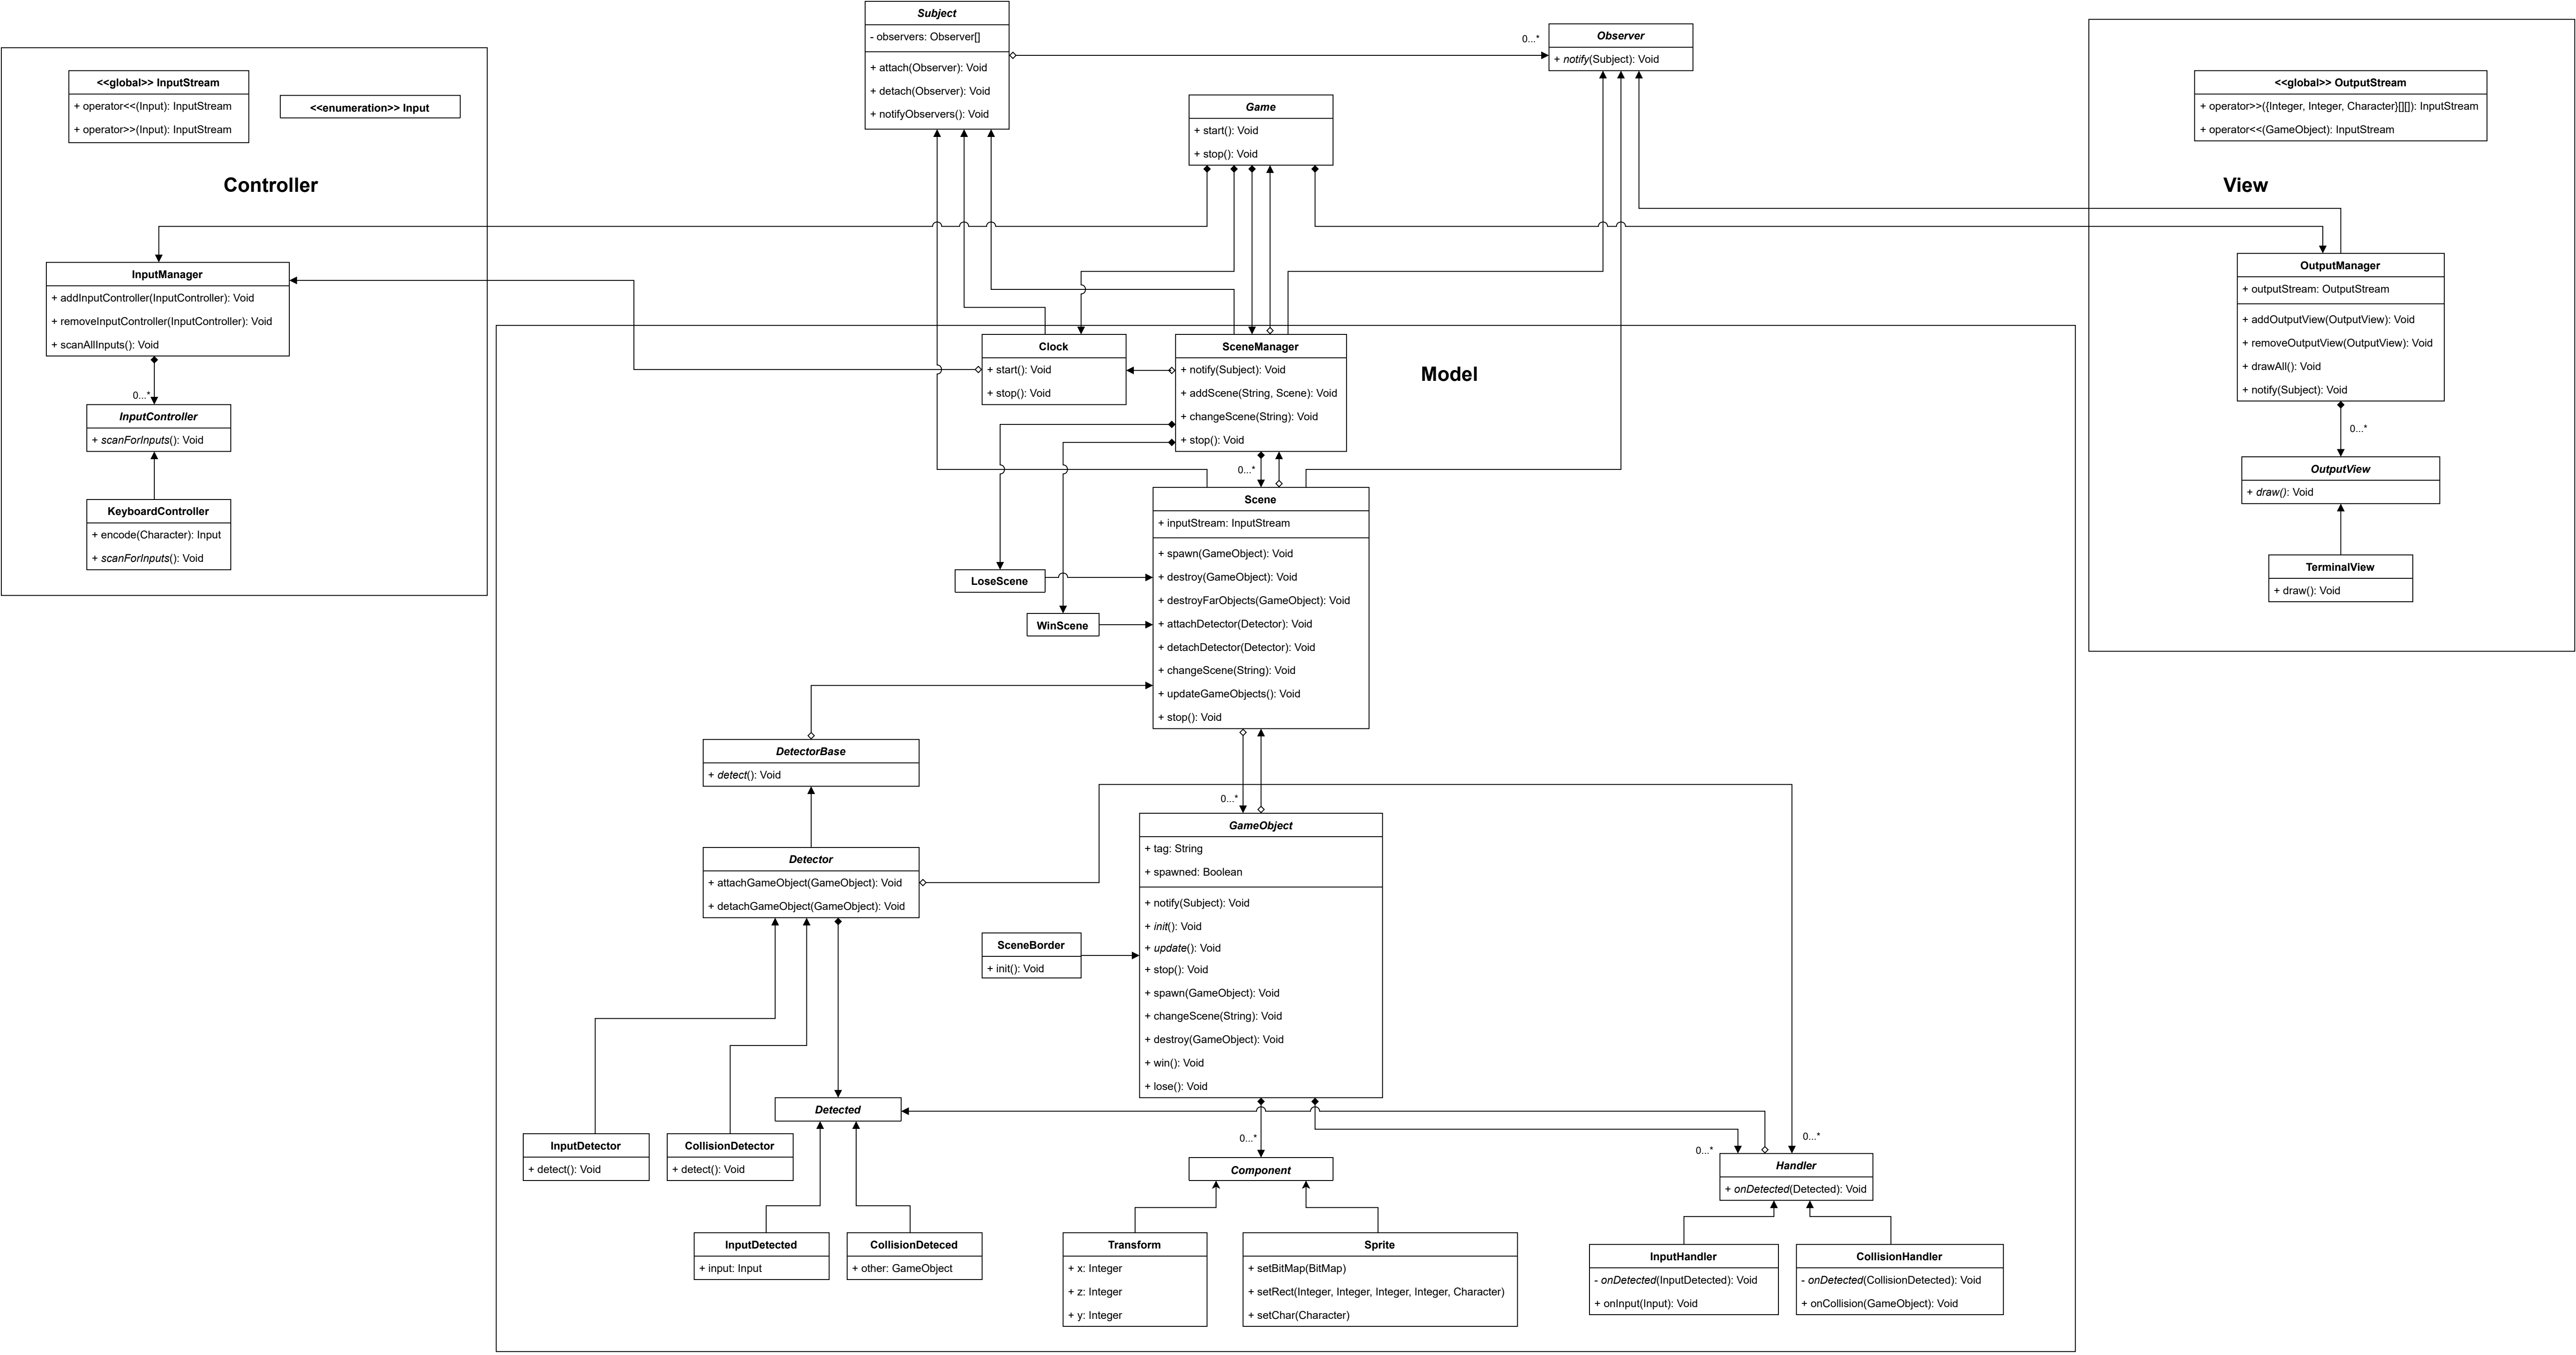 Subject
- observers: Observer[]
+ attach(Observer): Void
+ detach(Observer): Void
+ notifyObservers(): Void
0...*
Observer
+ notify(Subject): Void
Game
+ start(): Void
+ stop(): Void
<<global>> InputStream
+ operator<<(Input): InputStream
+ operator>>(Input): InputStream
<<enumeration>> Input
Controller
InputManager
+ addInputController(InputController): Void
+ removeInputController(InputController): Void
+ scanAllInputs(): Void
0...*
InputController
+ scanForInputs(): Void
KeyboardController
+ encode(Character): Input
+ scanForInputs(): Void
<<global>> OutputStream
+ operator>>({Integer, Integer, Character}[][]): InputStream
+ operator<<(GameObject): InputStream
View
OutputManager
+ outputStream: OutputStream
+ addOutputView(OutputView): Void
+ removeOutputView(OutputView): Void
+ drawAll(): Void
+ notify(Subject): Void
0...*
OutputView
+ draw(): Void
TerminalView
+ draw(): Void
Model
Clock
+ start(): Void
+ stop(): Void
SceneManager
+ notify(Subject): Void
+ addScene(String, Scene): Void
+ changeScene(String): Void
+ stop(): Void
0...*
Scene
+ inputStream: InputStream
+ spawn(GameObject): Void
+ destroy(GameObject): Void
+ destroyFarObjects(GameObject): Void
+ attachDetector(Detector): Void
+ detachDetector(Detector): Void
+ changeScene(String): Void
+ updateGameObjects(): Void
+ stop(): Void
LoseScene
WinScene
DetectorBase
+ detect(): Void
Detector
+ attachGameObject(GameObject): Void
+ detachGameObject(GameObject): Void
0...*
GameObject
+ tag: String
+ spawned: Boolean
+ notify(Subject): Void
+ init(): Void
+ update(): Void
+ stop(): Void
+ spawn(GameObject): Void
+ changeScene(String): Void
+ destroy(GameObject): Void
+ win(): Void
+ lose(): Void
SceneBorder
+ init(): Void
Detected
InputDetector
+ detect(): Void
CollisionDetector
+ detect(): Void
InputDetected
+ input: Input
CollisionDeteced
+ other: GameObject
0...*
Component
Transform
+ x: Integer
+ z: Integer
+ y: Integer
Sprite
+ setBitMap(BitMap)
+ setRect(Integer, Integer, Integer, Integer, Character)
+ setChar(Character)
0...*
0...*
Handler
+ onDetected(Detected): Void
InputHandler
- onDetected(InputDetected): Void
+ onInput(Input): Void
CollisionHandler
- onDetected(CollisionDetected): Void
+ onCollision(GameObject): Void